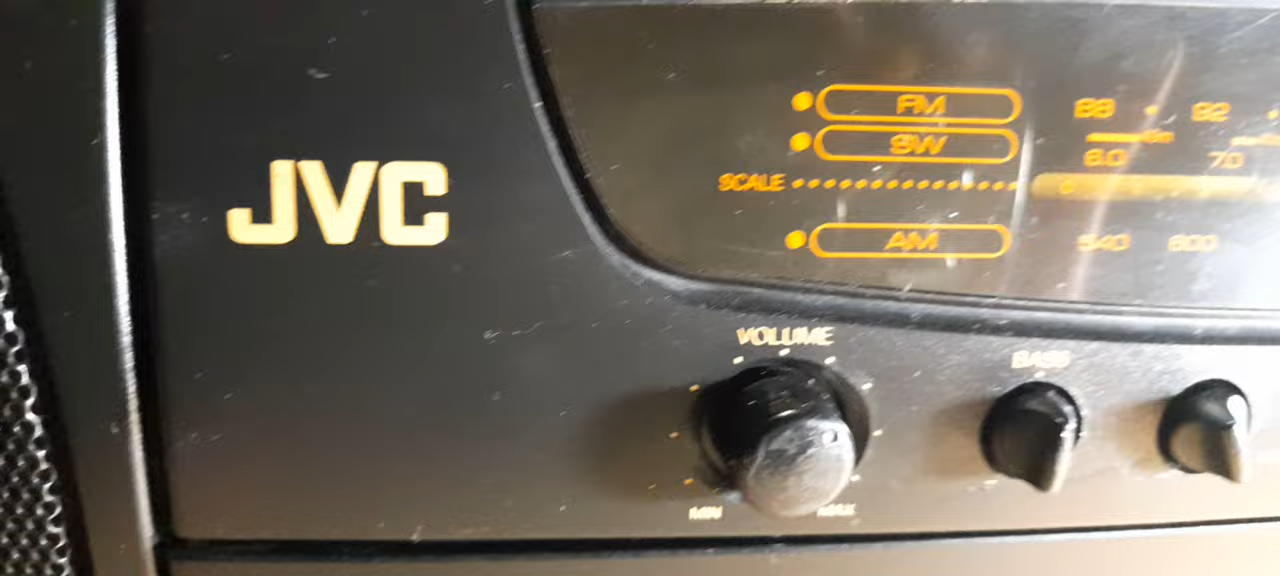 JVC
FM 88 92
SW 6.0 7.0
SCALE
AM 540 600
VOLUME
BASS
MIN MAX